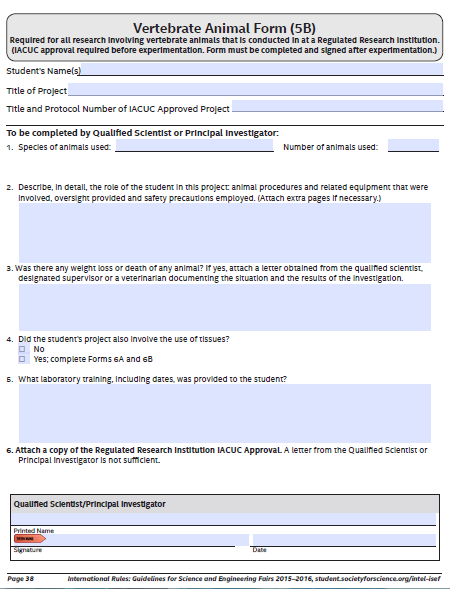 Vertebrate Animal Form (5B)
Required for all research involving vertebrate animals that is conducted in at a Regulated Research Institution.
(IACUC approval required before experimentation. Form must be completed and signed after experimentation.)
Student's Name(s)
Title of Project
Title and Protocol Number of IACUC Approved Project
To be completed by Qualified Scientist or Principal Investigator:
1. Species of animals used: Number of animals used:
2. Describe, in detail, the role of the student in this project: animal procedures and related equipment that were
involved, oversight provided and safety precautions employed. (Attach extra pages if necessary.)
3. Was there any weight loss or death of any animal? If yes, attach a letter obtained from the qualified scientist,
designated supervisor or a veterinarian documenting the situation and the results of the investigation.
4. Did the student's project also involve the use of tissues?
No
Yes; complete Forms 6A and 6B
5. What laboratory training, including dates, was provided to the student?
6. Attach a copy of the Regulated Research Institution IACUC Approval. A letter from the Qualified Scientist or
Principal Investigator is not sufficient.
Qualified Scientist/Principal Investigator
Printed Name
Signature Date
Page 38 International Rules: Guidelines for Science and Engineering Fairs 2015–2016, student.societyforscience.org/intel-isef